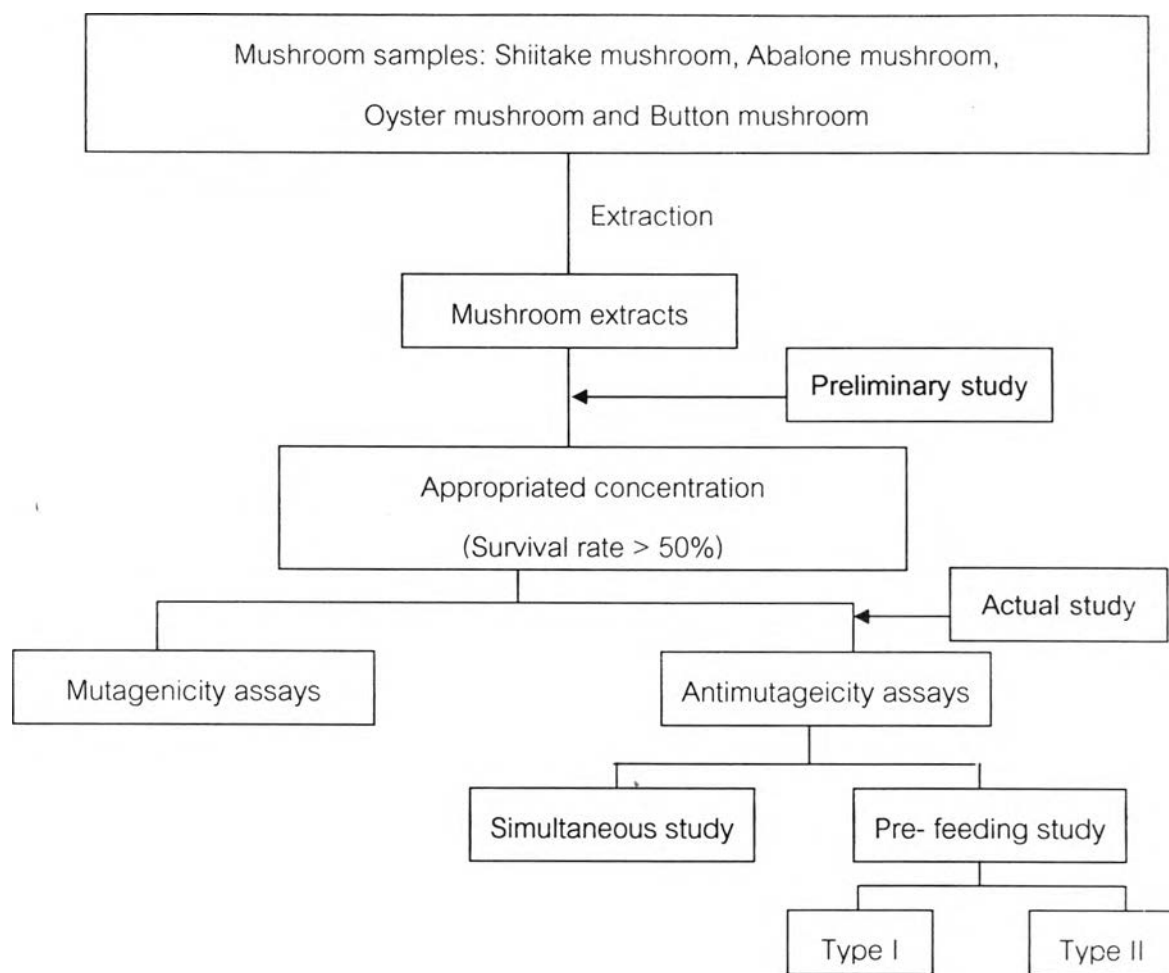 Mushroom samples: Shiitake mushroom, Abalone mushroom,
Oyster mushroom and Button mushroom
Extraction
Mushroom extracts
Preliminary study
Appropriated concentration
(Survival rate > 50%)
Actual study
Mutagenicity assays
Antimutageicity assays
Simultaneous study
Pre- feeding study
Type I
Type II